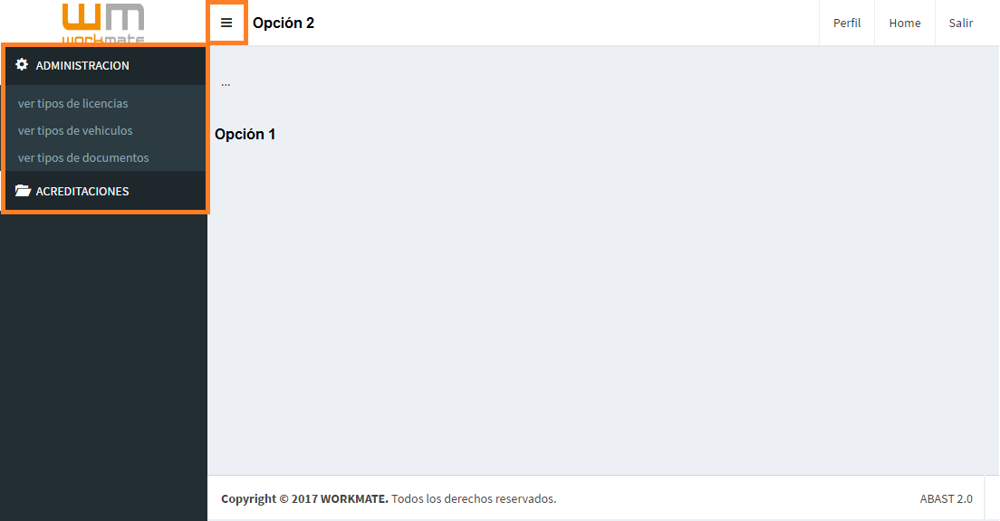 wm
workmate
Opción 2
Perfil
Home
Salir
ADMINISTRACION
ver tipos de licencias
ver tipos de vehiculos
ver tipos de documentos
ACREDITACIONES
...
Opción 1
Copyright © 2017 WORKMATE. Todos los derechos reservados.
ABAST 2.0